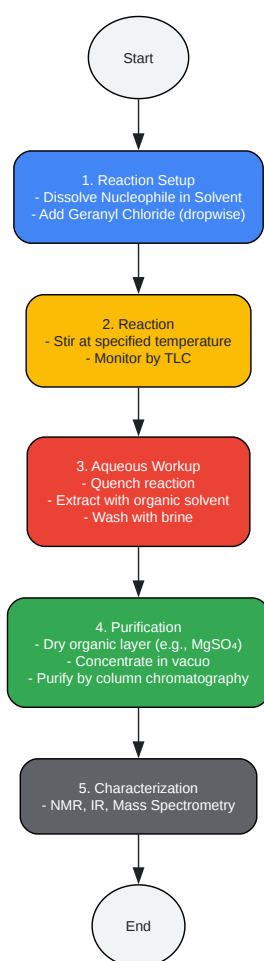 Start
1. Reaction Setup
- Dissolve Nucleophile in Solvent
- Add Geranyl Chloride (dropwise)
2. Reaction
- Stir at specified temperature
- Monitor by TLC
3. Aqueous Workup
- Quench reaction
- Extract with organic solvent
- Wash with brine
4. Purification
- Dry organic layer (e.g., MgSO₄)
- Concentrate in vacuo
- Purify by column chromatography
5. Characterization
- NMR, IR, Mass Spectrometry
End